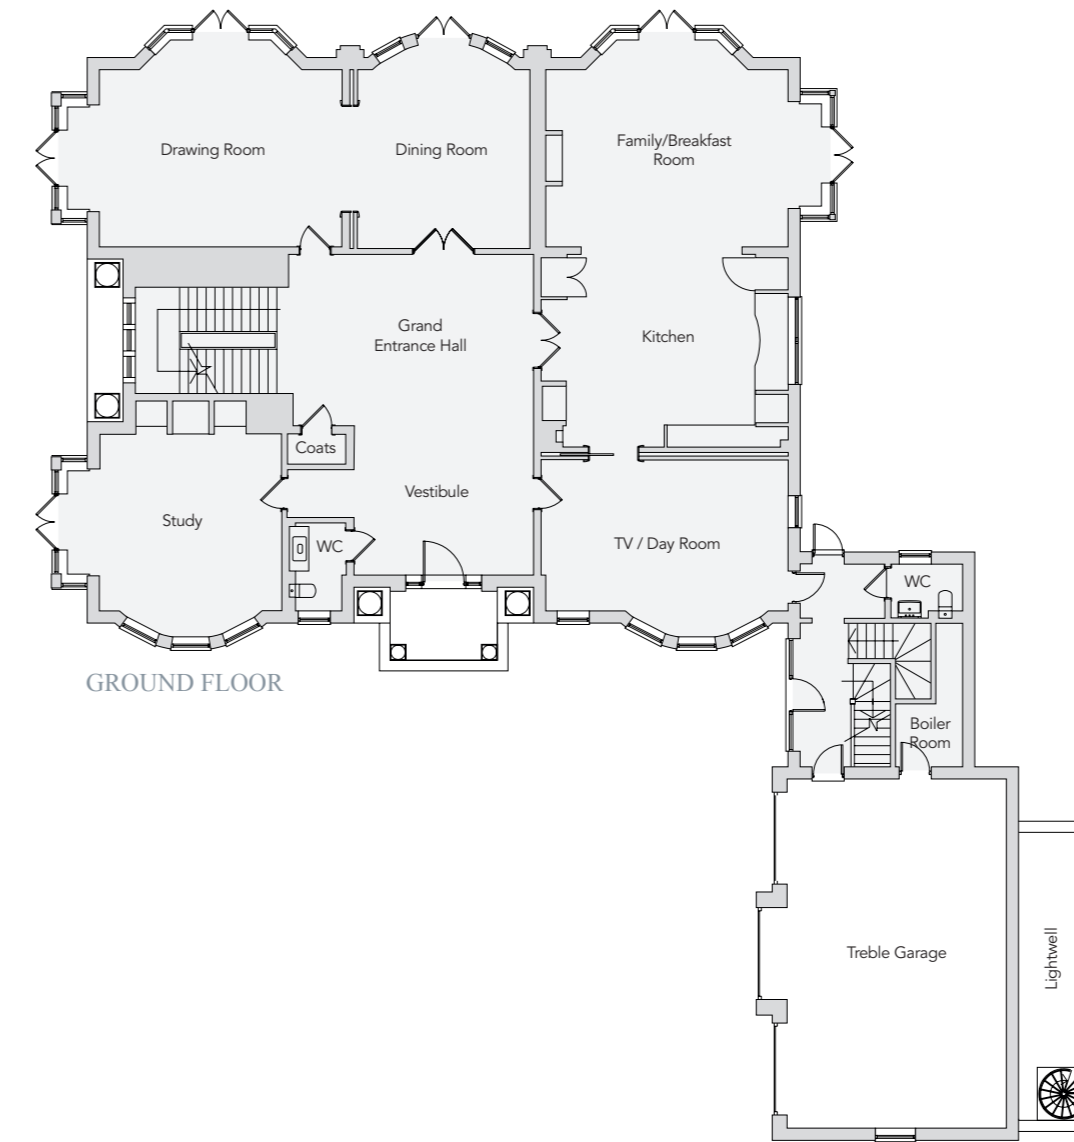 Drawing Room
Dining Room
Family/Breakfast
Room
Grand
Entrance Hall
Kitchen
Coats
Vestibule
Study
WC
TV / Day Room
WC
GROUND FLOOR
Boiler
Room
Treble Garage
Lightwell